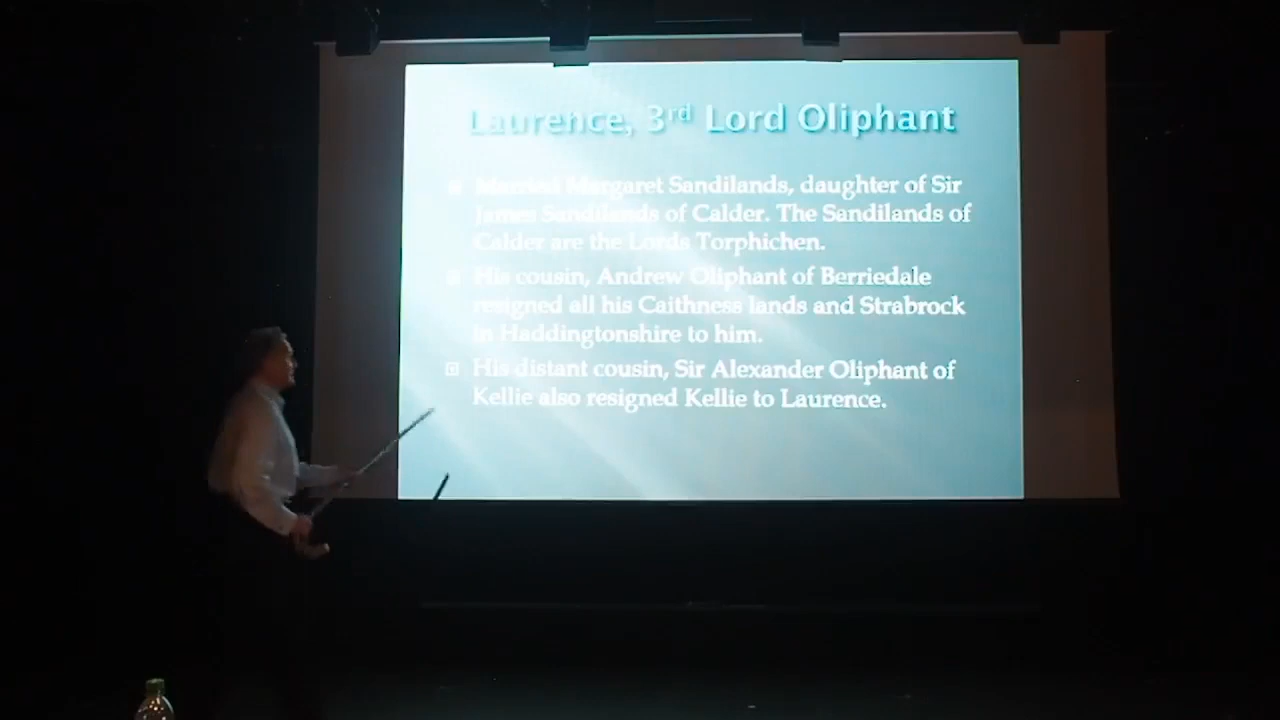 Laurence, 3rd Lord Oliphant
Married Margaret Sandilands, daughter of Sir
James Sandilands of Calder. The Sandilands of
Calder are the Lords Torphichen.
His cousin, Andrew Oliphant of Berriedale
resigned all his Caithness lands and Strabrock
in Haddingtonshire to him.
His distant cousin, Sir Alexander Oliphant of
Kellie also resigned Kellie to Laurence.